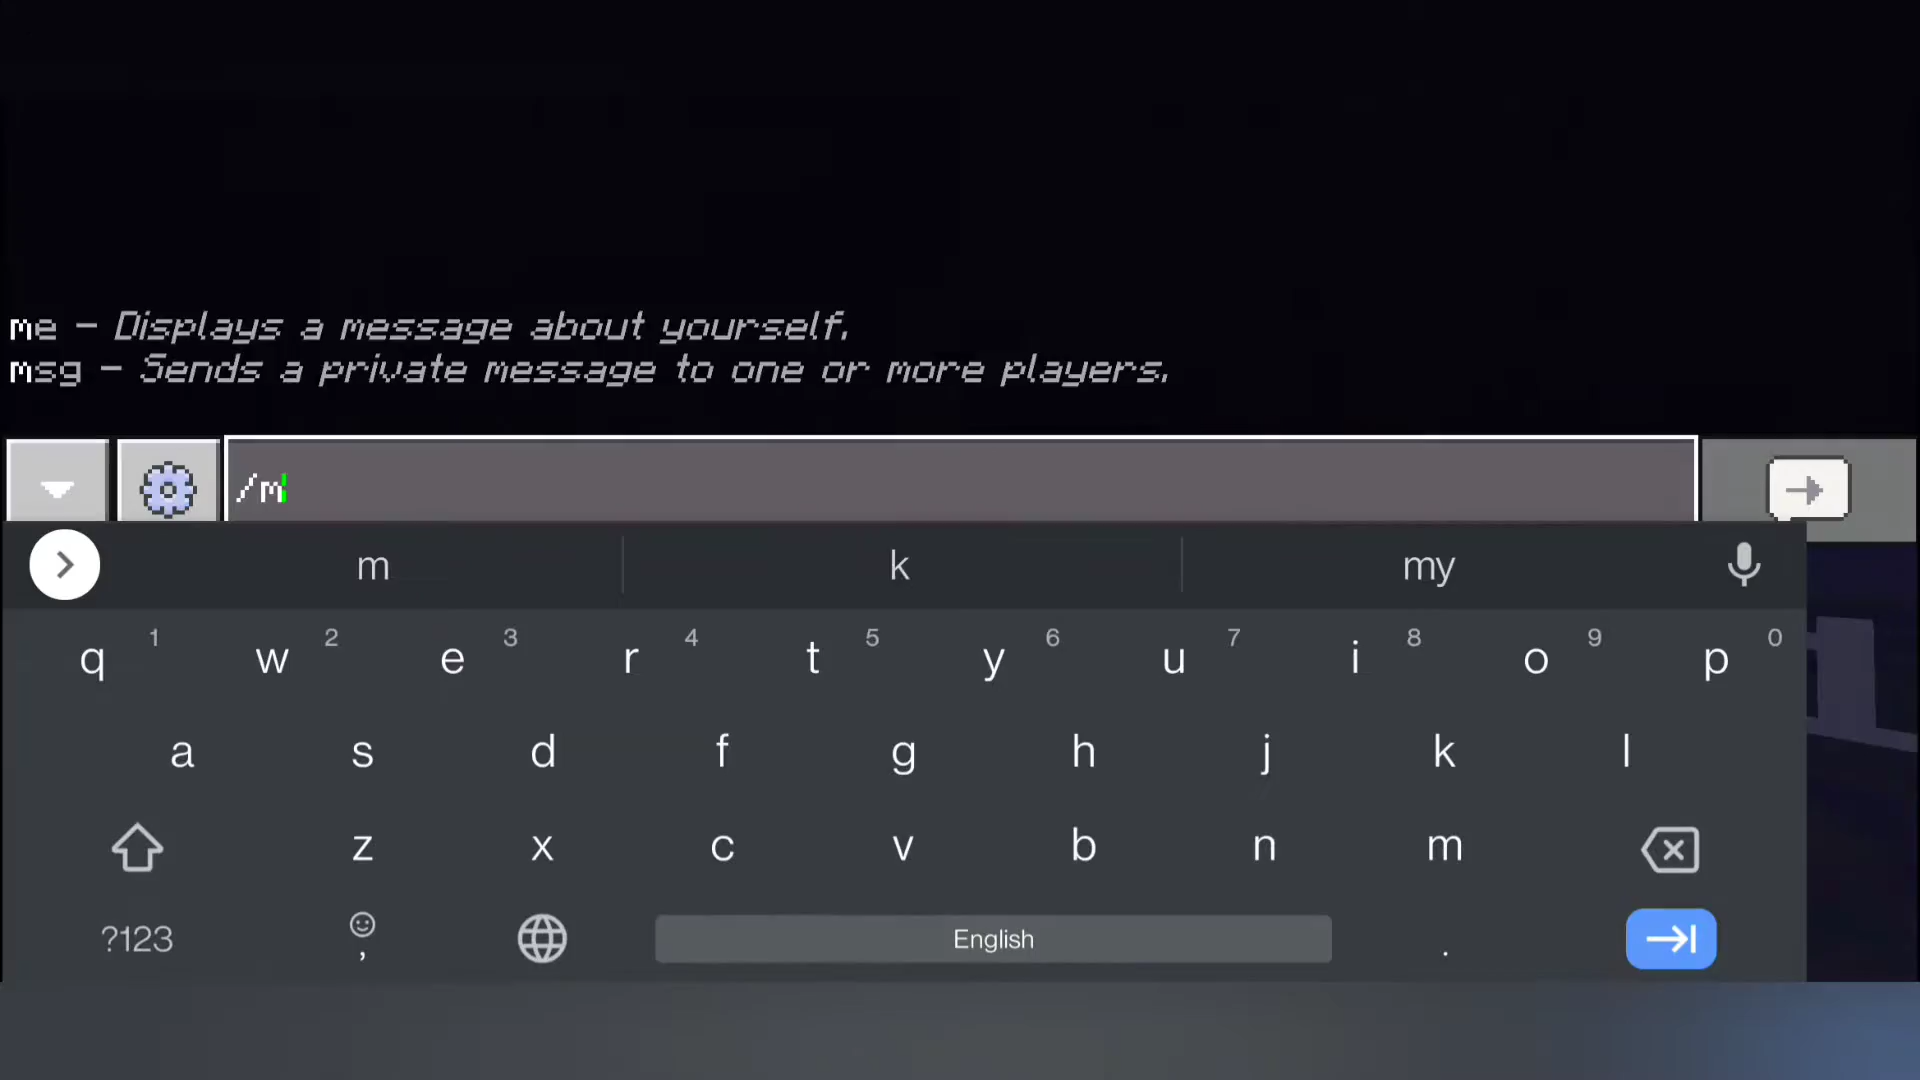 me - Displays a message about yourself.
msg - Sends a private message to one or more players.
/m
m k my
1 2 3 4 5 6 7 8 9 0
q w e r t y u i o p
a s d f g h j k l
z x c v b n m
?123 , English .